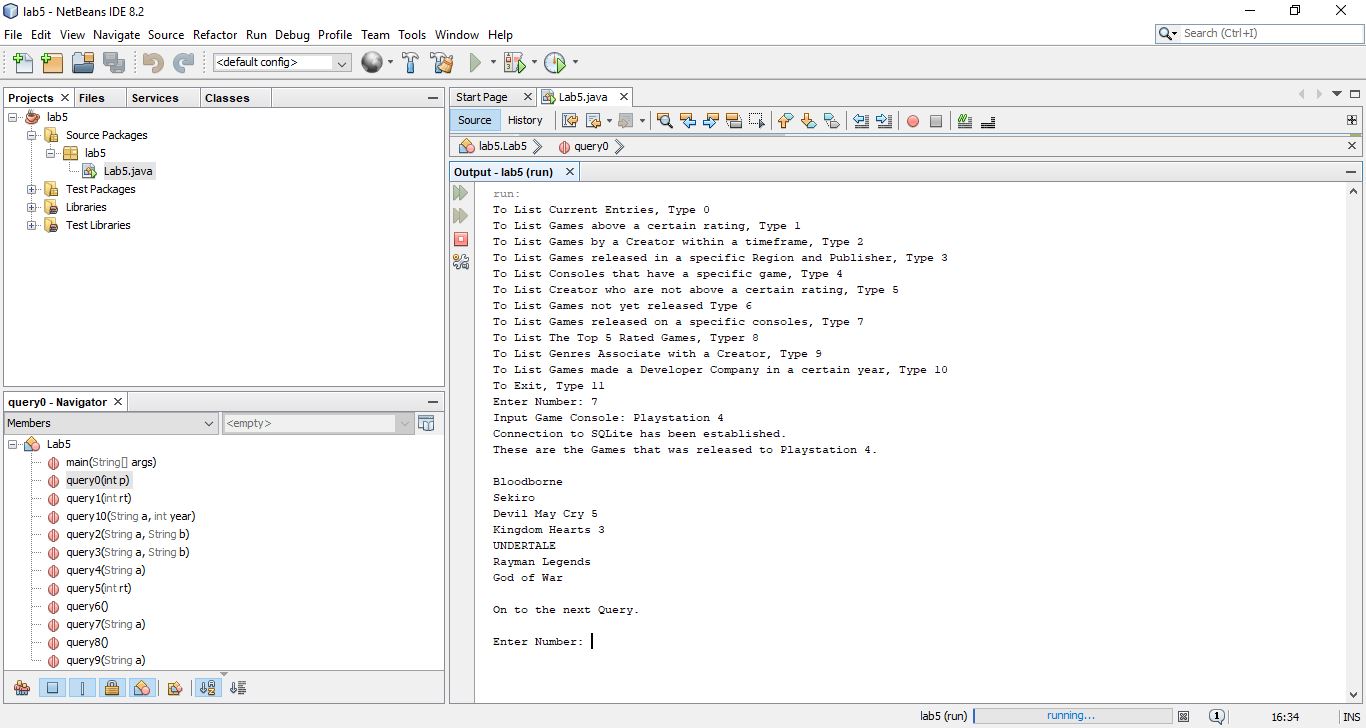 lab5 - NetBeans IDE 8.2
File Edit View Navigate Source Refactor Run Debug Profile Team Tools Window Help
Search (Ctrl+I)
<default config>
Projects Files Services Classes
lab5
Source Packages
lab5
Lab5.java
Test Packages
Libraries
Test Libraries
query0 - Navigator
Members
<empty>
Lab5
main(String[] args)
query0(int p)
query1(int rt)
query10(String a, int year)
query2(String a, String b)
query3(String a, String b)
query4(String a)
query5(int rt)
query6()
query7(String a)
query8()
query9(String a)
Start Page Lab5.java
Source History
lab5.Lab5 query0
Output - lab5 (run)
run:
To List Current Entries, Type 0
To List Games above a certain rating, Type 1
To List Games by a Creator within a timeframe, Type 2
To List Games released in a specific Region and Publisher, Type 3
To List Consoles that have a specific game, Type 4
To List Creator who are not above a certain rating, Type 5
To List Games not yet released Type 6
To List Games released on a specific consoles, Type 7
To List The Top 5 Rated Games, Typer 8
To List Genres Associate with a Creator, Type 9
To List Games made a Developer Company in a certain year, Type 10
To Exit, Type 11
Enter Number: 7
Input Game Console: Playstation 4
Connection to SQLite has been established.
These are the Games that was released to Playstation 4.
Bloodborne
Sekiro
Devil May Cry 5
Kingdom Hearts 3
UNDERTALE
Rayman Legends
God of War
On to the next Query.
Enter Number:
lab5 (run) running... 1 16:34 INS